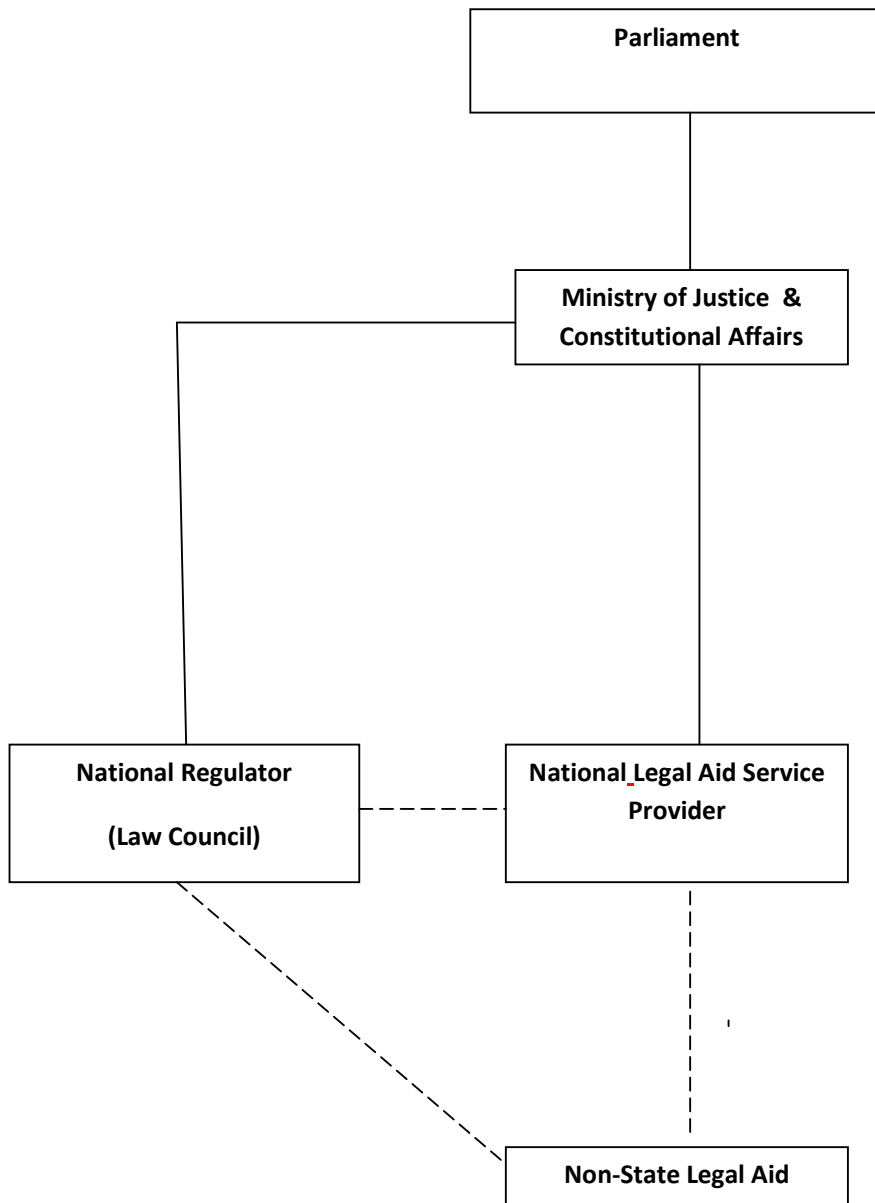 Parliament
Ministry of Justice &
Constitutional Affairs
National Regulator
(Law Council)
National Legal Aid Service
Provider
Non-State Legal Aid